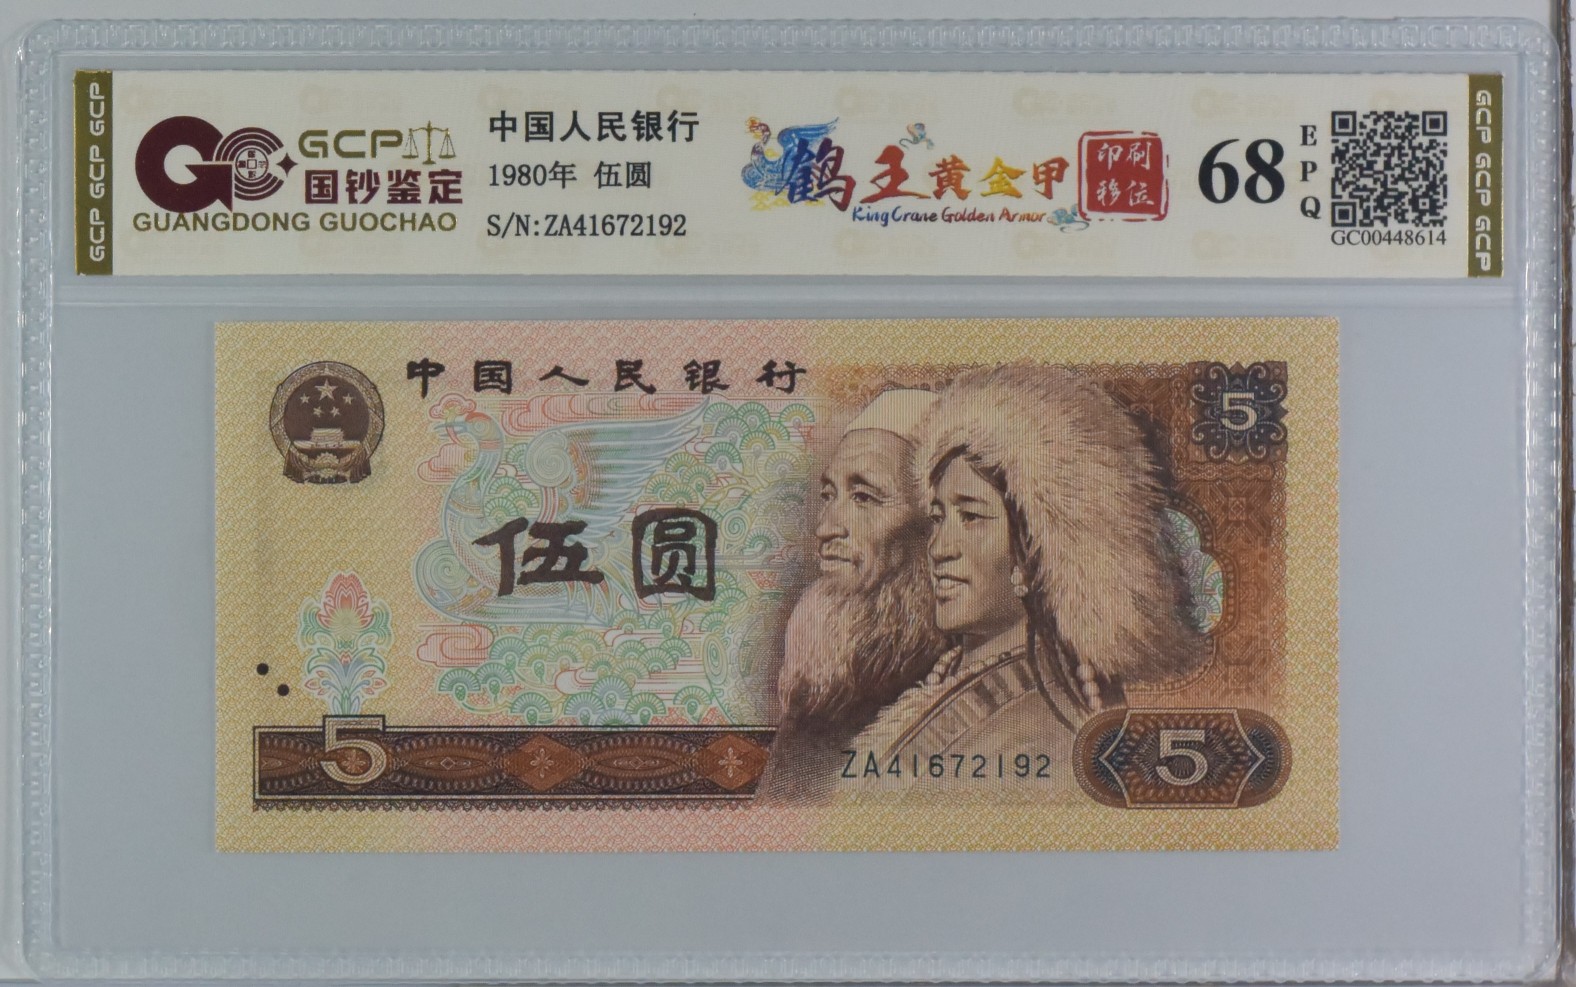 GCP GCP GCP
GCP
国钞鉴定
GUANGDONG GUOCHAO
中国人民银行
1980年 伍圆
S/N:ZA41672192
鹤王黄金甲
King Crane Golden Armor
印刷
移位
68
EPQ
GC00448614
GCP GCP GCP
中国人民银行
5
伍圆
5
ZA41672192
5